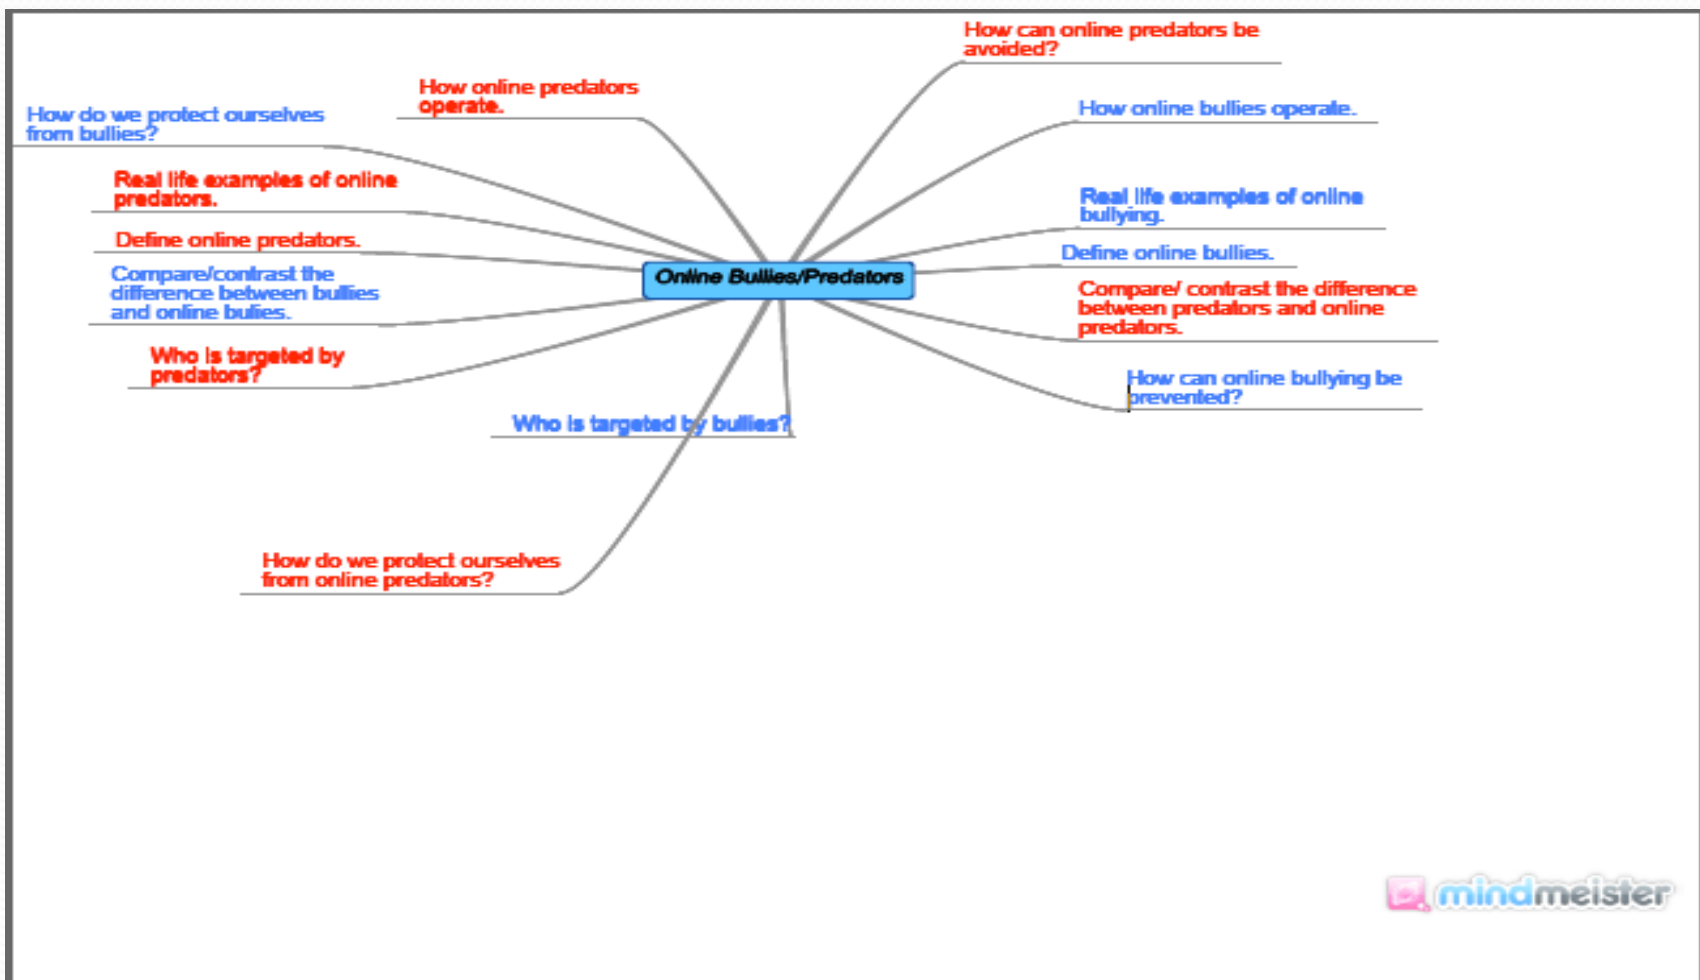 How can online predators be
avoided?
How online predators
operate.
How online bullies operate.
How do we protect ourselves
from bullies?
Real life examples of online
predators.
Real life examples of online
bullying.
Define online predators.
Define online bullies.
Online Bullies/Predators
Compare/contrast the
difference between bullies
and online bulies.
Compare/ contrast the difference
between predators and online
predators.
Who is targeted by
predators?
How can online bullying be
prevented?
Who is targeted by bullies?
How do we protect ourselves
from online predators?
mindmeister